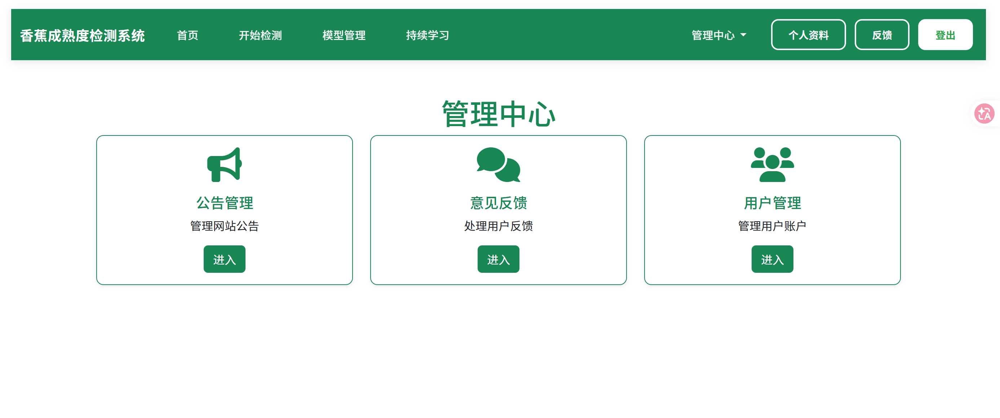 香蕉成熟度检测系统 首页 开始检测 模型管理 持续学习 管理中心 个人资料 反馈 登出
管理中心
公告管理
管理网站公告
进入
意见反馈
处理用户反馈
进入
用户管理
管理用户账户
进入